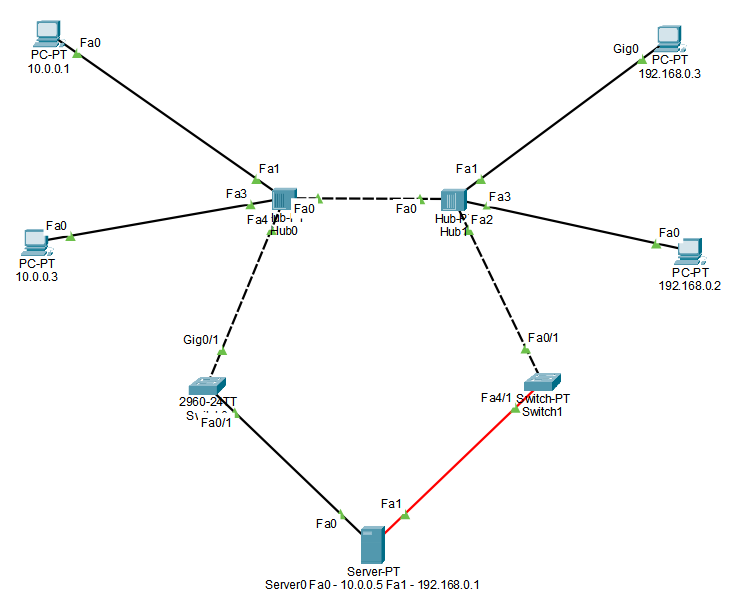 Fa0
PC-PT
10.0.0.1
Gig0
PC-PT
192.168.0.3
Fa1
Fa1
Fa3
Fa0
Fa0
Fa3
Fa0
Fa4
Hub0
Fa2
Hub1
Fa0
PC-PT
10.0.0.3
PC-PT
192.168.0.2
Gig0/1
Fa0/1
2960-24TT
Fa0/1
Fa4/1
Switch-PT
Switch1
Fa0
Fa1
Server-PT
Server0 Fa0 - 10.0.0.5 Fa1 - 192.168.0.1